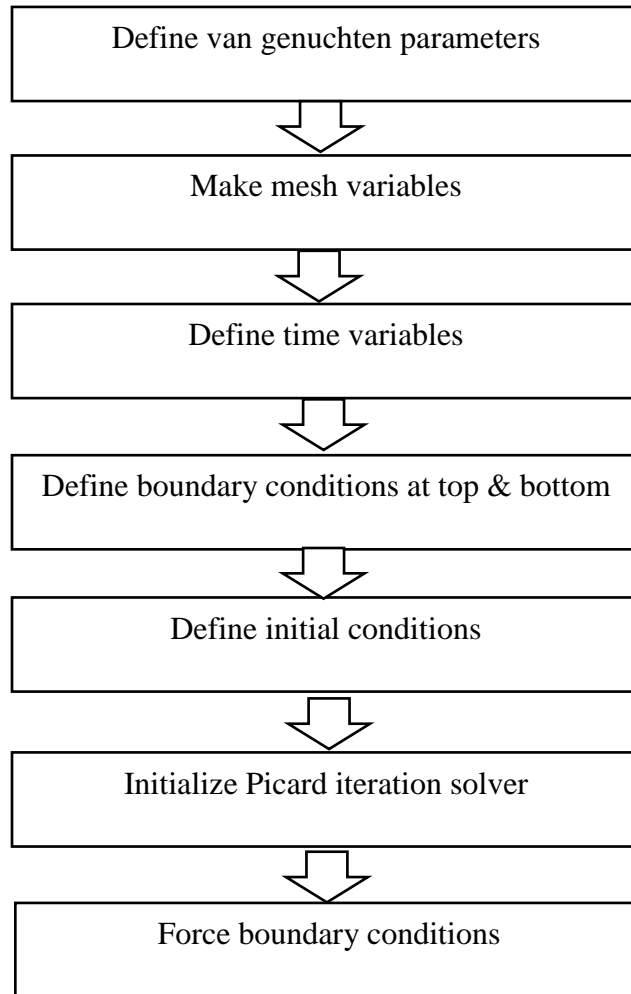 Define van genuchten parameters
Make mesh variables
Define time variables
Define boundary conditions at top & bottom
Define initial conditions
Initialize Picard iteration solver
Force boundary conditions